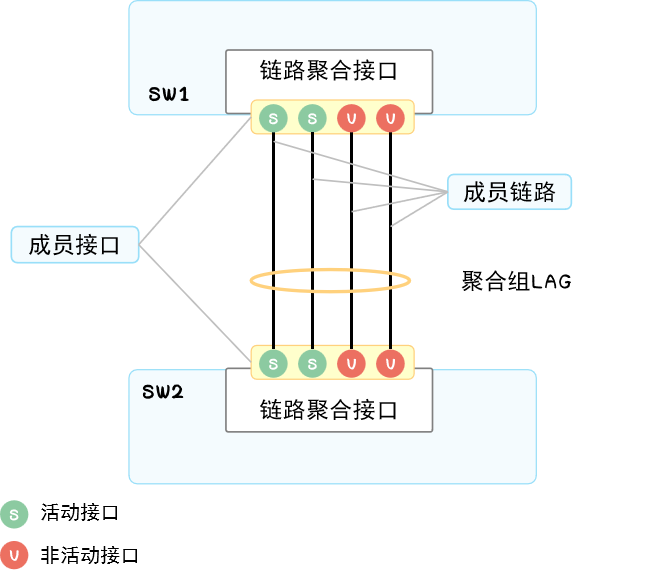 链路聚合接口
SW1
S S U U
成员链路
成员接口
聚合组LAG
S S U U
SW2
链路聚合接口
S 活动接口
U 非活动接口